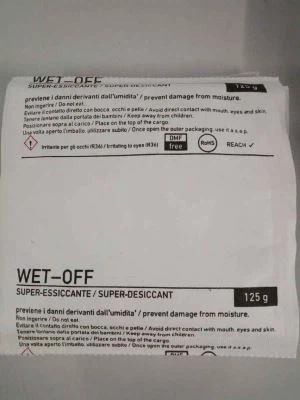 WET-OFF
SUPER-ESSICCANTE / SUPER-DESICCANT
125 g
previene i danni derivanti dall'umidita' / prevent damage from moisture.
Non ingerire / Do not eat.
Evitare il contatto diretto con bocca, occhi e pelle / Avoid direct contact with mouth, eyes and skin.
Tenere lontano dalla portata dei bambini / Keep away from children.
Posizionare sopra al carico / Place on the top of the cargo.
Una volta aperto l'imballo, utilizzare subito / Once open the outer packaging, use it a.s.a.p.
Irritante per gli occhi (R36) / Irritating to eyes (R36)
DMF
free
RoHS
REACH ✓
WET-OFF
SUPER-ESSICCANTE / SUPER-DESICCANT
125 g
previene i danni derivanti dall'umidita' / prevent damage from moisture.
Non ingerire / Do not eat.
Evitare il contatto diretto con bocca, occhi e pelle / Avoid direct contact with mouth, eyes and skin.
Tenere lontano dalla portata dei bambini / Keep away from children.
Posizionare sopra al carico / Place on the top of the cargo.
Una volta aperto l'imballo, utilizzare subito / Once open the outer packaging, use it a.s.a.p.
DMF